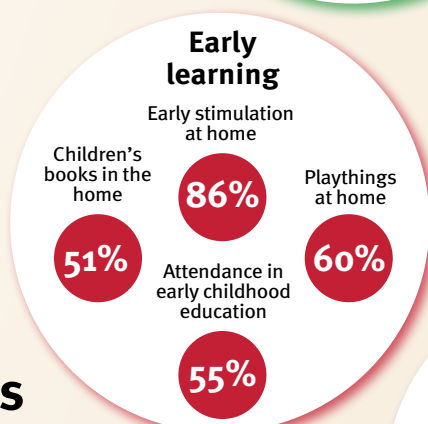 Early
learning
Early stimulation
at home
86%
Children’s
books in the
home
51%
Playthings
at home
60%
Attendance in
early childhood
education
55%
s